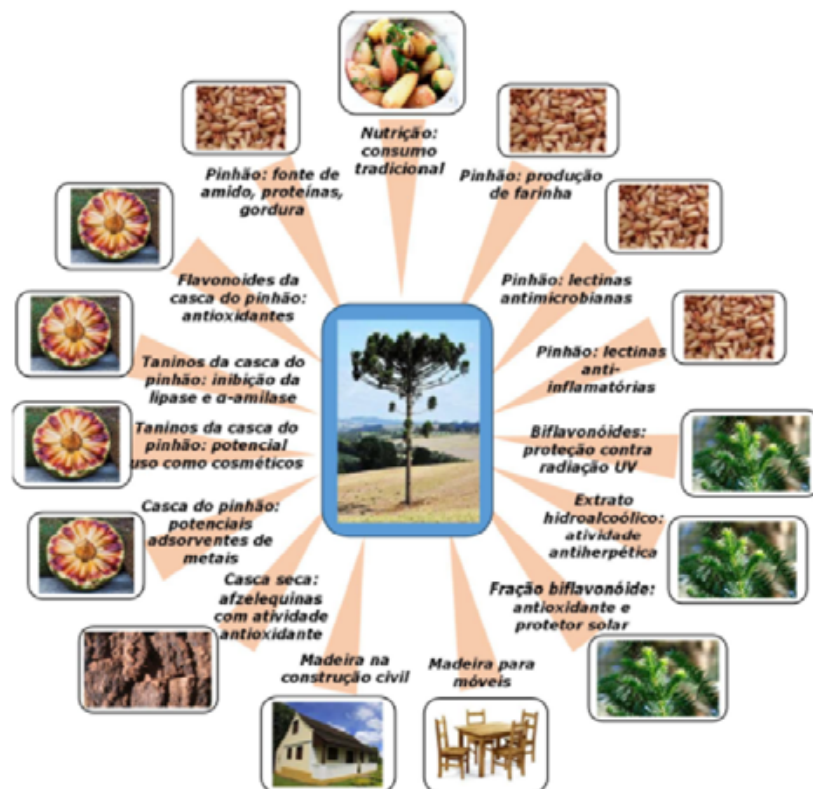 Nutrição:
consumo
tradicional
Pinhão: produção
de farinha
Pinhão: lectinas
antimicrobianas
Pinhão: lectinas
anti-
inflamatórias
Biflavonóides:
proteção contra
radiação UV
Extrato
hidroalcoólico:
atividade
antiherpética
Fração biflavonóide:
antioxidante e
protetor solar
Madeira para
móveis
Madeira na
construção civil
Casca seca:
afzelequinas
com atividade
antioxidante
Casca do pinhão:
potenciais
adsorventes de
metais
Taninos da casca do
pinhão: potencial
uso como cosméticos
Taninos da casca do
pinhão: inibição da
lipase e α-amilase
Flavonoides da
casca do pinhão:
antioxidantes
Pinhão: fonte de
amido, proteínas,
gordura